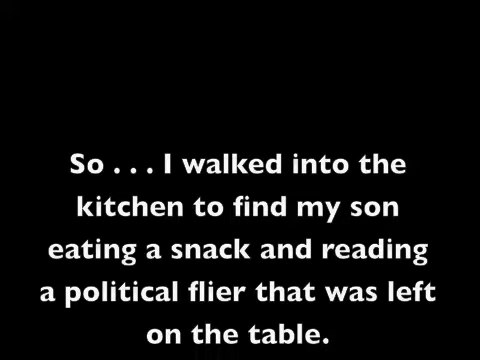 So . . . I walked into the
kitchen to find my son
eating a snack and reading
a political flier that was left
on the table.